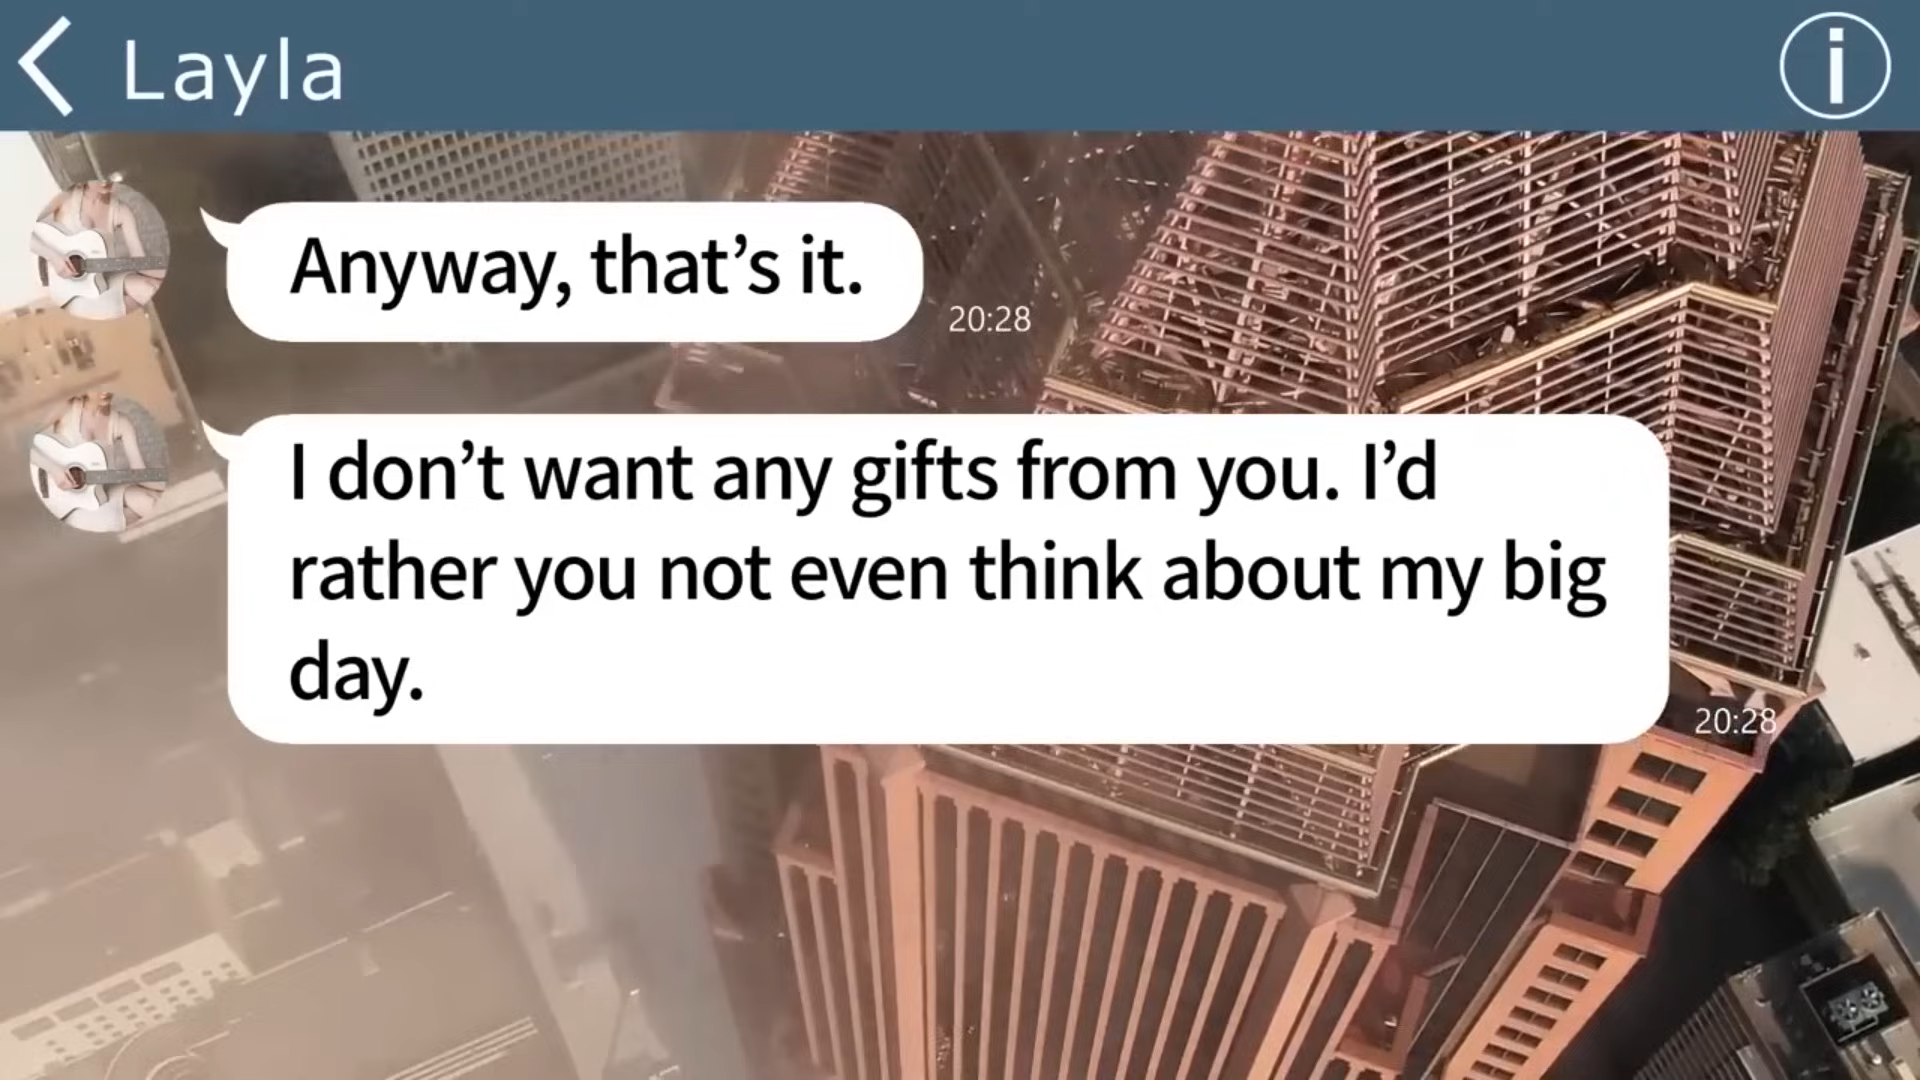 Layla
Anyway, that’s it.
20:28
I don’t want any gifts from you. I’d
rather you not even think about my big
day.
20:28